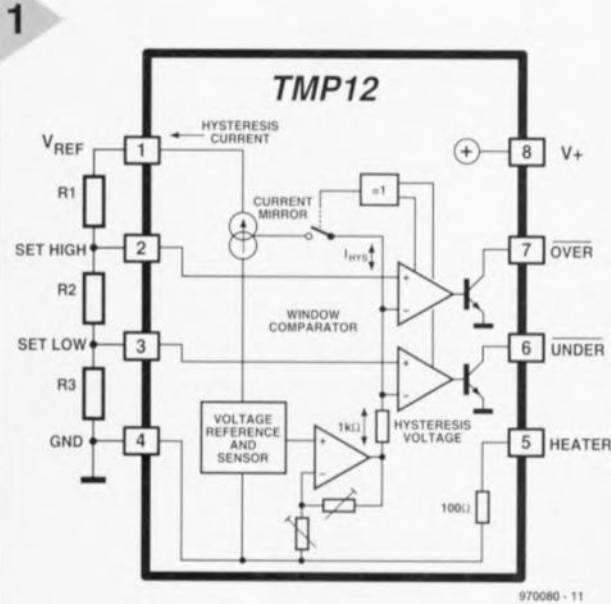 1
TMP12
HYSTERESIS
CURRENT
VREF
1
8
V+
R1
CURRENT
MIRROR
=1
SET HIGH
2
IHYS
7
OVER
R2
+
−
WINDOW
COMPARATOR
SET LOW
3
6
UNDER
+
−
R3
VOLTAGE
REFERENCE
AND
SENSOR
1kΩ
HYSTERESIS
VOLTAGE
GND
4
5
HEATER
+
−
100Ω
970080 - 11